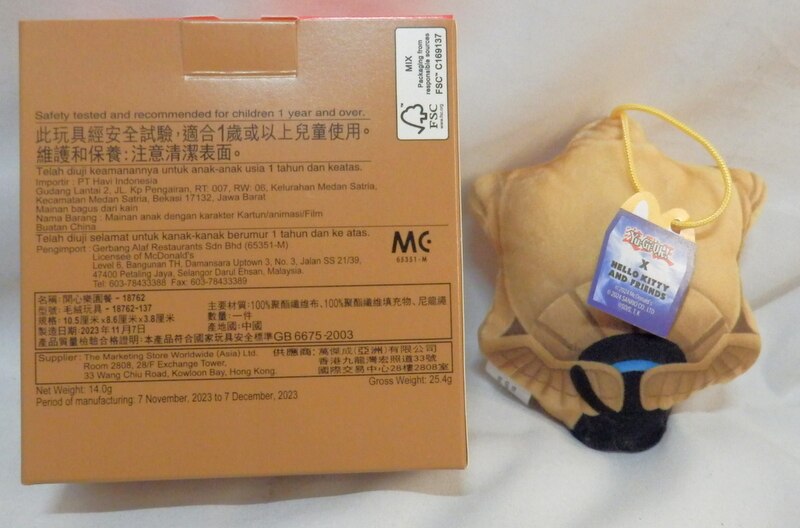 MIX
Packaging from
responsible sources
FSC™ C169137
FSC
www.fsc.org
Safety tested and recommended for children 1 year and over.
此玩具經安全試驗，適合1歲或以上兒童使用。
維護和保養：注意清潔表面。
Telah diuji keamanannya untuk anak-anak usia 1 tahun dan keatas.
Importir : PT Havi Indonesia
Gudang Lantai 2, JL. Kp Pengairan, RT. 007, RW. 06, Kelurahan Medan Satria,
Kecamatan Medan Satria, Bekasi 17132, Jawa Barat
Mainan bagus dari kain
Nama Barang : Mainan anak dengan karakter Kartun/animasi/Film
Buatan China
Telah diuji selamat untuk kanak-kanak berumur 1 tahun dan ke atas.
Pengimport : Gerbang Alaf Restaurants Sdn Bhd (65351-M)
Licensee of McDonald's
Level 6, Bangunan TH, Damansara Uptown 3, No. 3, Jalan SS 21/39,
47400 Petaling Jaya, Selangor Darul Ehsan, Malaysia.
Tel: 603-78433388 Fax: 603-78433389
MC
65351-M
名稱：開心樂園餐 - 18762
型號：毛絨玩具 - 18762-137
規格：10.5厘米×8.6厘米×3.8厘米
製造日期：2023年11月7日
主要材質：100%聚酯纖維布、100%聚酯纖維填充物、尼龍繩
數量：一件
產地國：中國
產品質量檢驗合格證明：本產品符合國家玩具安全標準GB 6675-2003
Supplier : The Marketing Store Worldwide (Asia) Ltd.
Room 2808, 28/F Exchange Tower,
33 Wang Chiu Road, Kowloon Bay, Hong Kong.
供應商：萬傑成(亞洲)有限公司
香港九龍灣宏照道33號
國際交易中心28樓2808室
Net Weight: 14.0g
Gross Weight: 25.4g
Period of manufacturing. 7 November, 2023 to 7 December, 2023
Yu-Gi-Oh!
X
HELLO KITTY
AND FRIENDS
© 2024 McDonald's
© 2024 SANRIO CO., LTD.